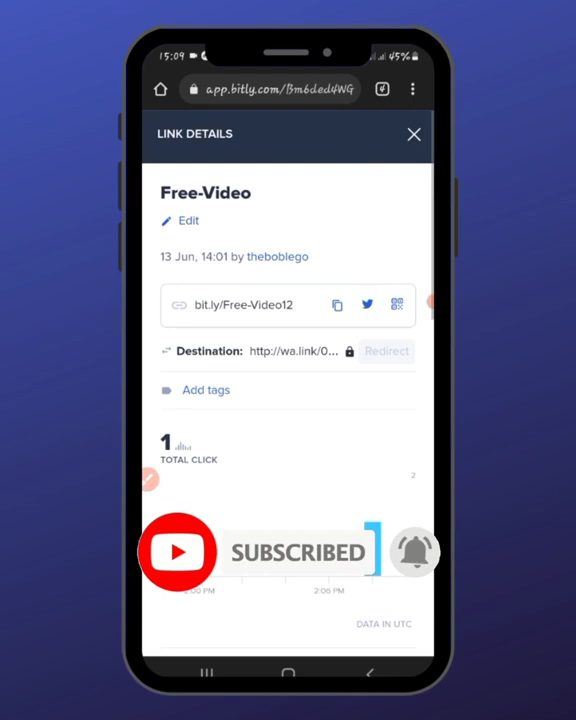 15:09
45%
app.bitly.com/Bm6ded4WG
4
LINK DETAILS
Free-Video
Edit
13 Jun, 14:01 by theboblego
bit.ly/Free-Video12
Destination: http://wa.link/0... Redirect
Add tags
1
TOTAL CLICK
2
SUBSCRIBED
2:06 PM
DATA IN UTC